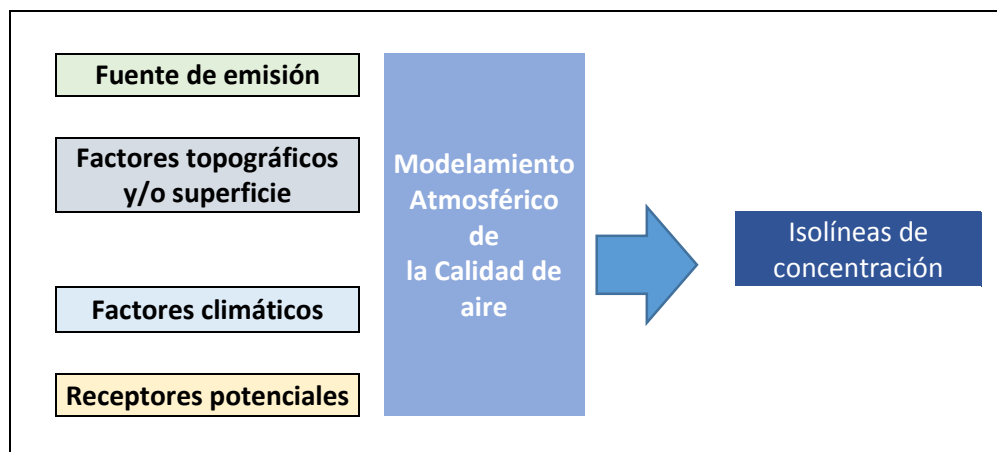 Fuente de emisión
Factores topográficos
y/o superficie
Factores climáticos
Receptores potenciales
Modelamiento
Atmosférico
de
la Calidad de
aire
Isolíneas de
concentración